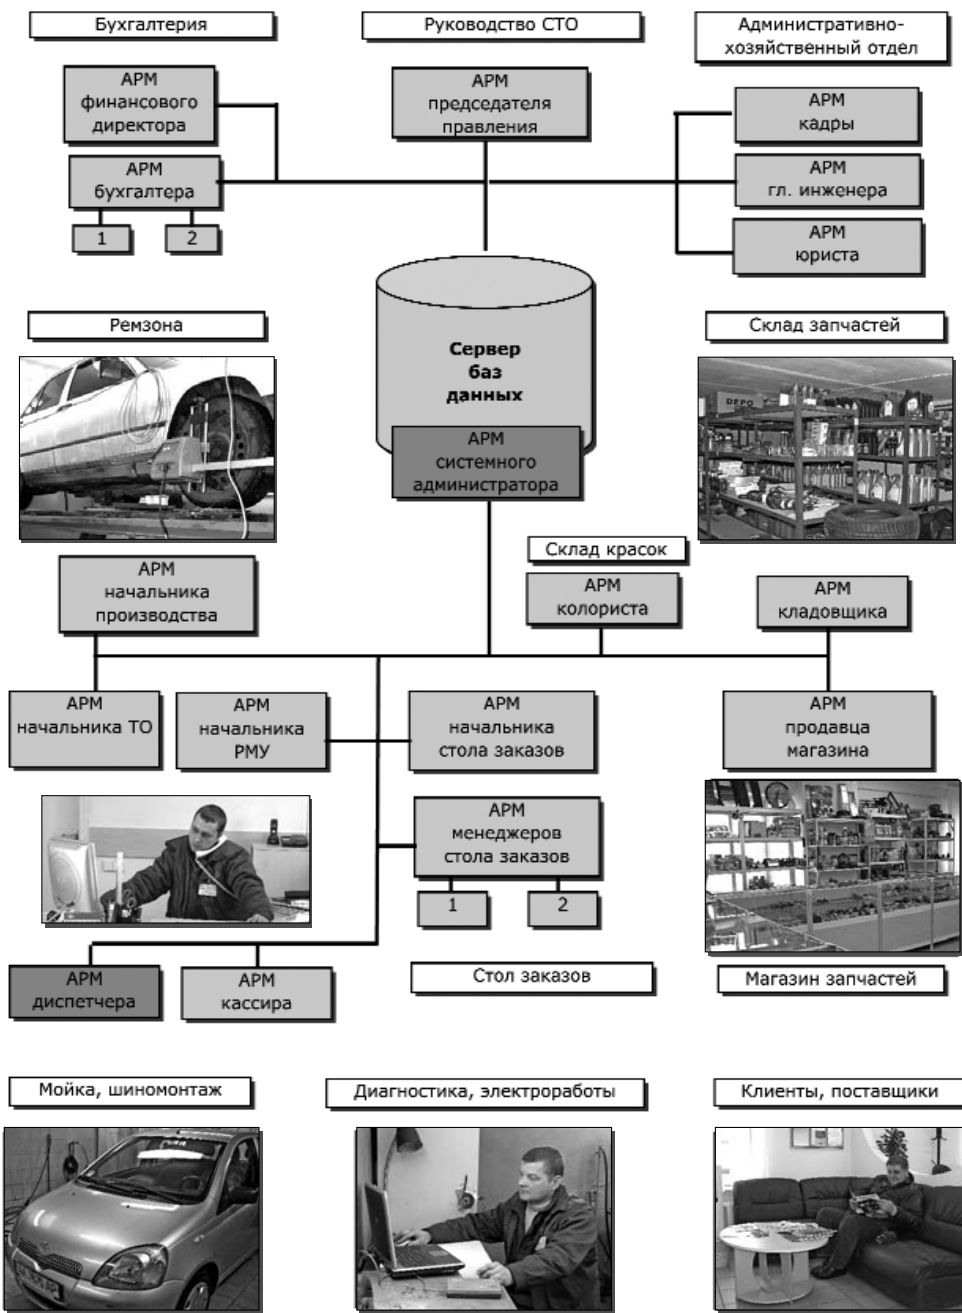 Бухгалтерия
Руководство СТО
Административно-
хозяйственный отдел
АРМ
финансового
директора
АРМ
председателя
правления
АРМ
кадры
АРМ
бухгалтера
1
2
АРМ
гл. инженера
АРМ
юриста
Сервер
баз
данных
АРМ
системного
администратора
Ремзона
Склад запчастей
DEPO
Склад красок
АРМ
начальника
производства
АРМ
колориста
АРМ
кладовщика
АРМ
начальника ТО
АРМ
начальника
РМУ
АРМ
начальника
стола заказов
АРМ
продавца
магазина
АРМ
менеджеров
стола заказов
1
2
АРМ
диспетчера
АРМ
кассира
Стол заказов
Магазин запчастей
Мойка, шиномонтаж
Диагностика, электроработы
Клиенты, поставщики